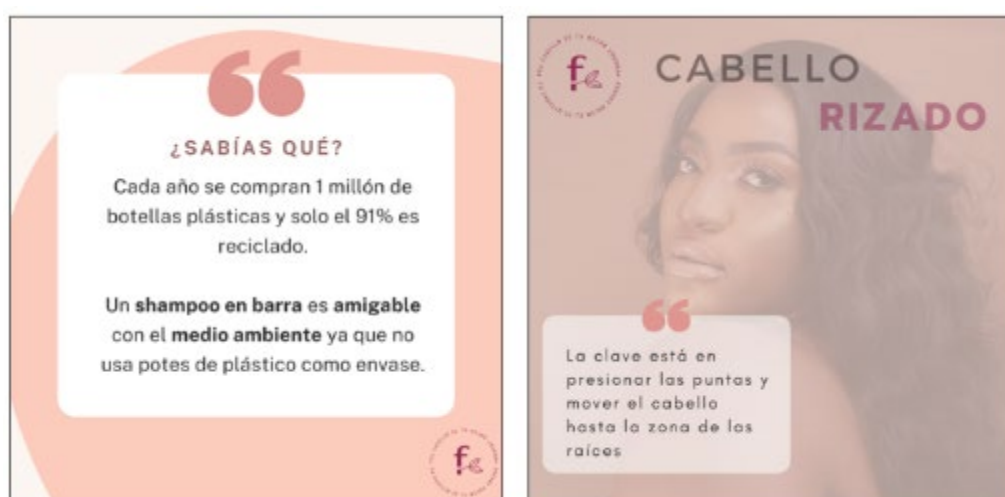 ¿SABÍAS QUÉ?
Cada año se compran 1 millón de
botellas plásticas y solo el 91% es
reciclado.
Un shampoo en barra es amigable
con el medio ambiente ya que no
usa potes de plástico como envase.
f
CABELLO
RIZADO
La clave está en
presionar las puntas y
mover el cabello
hasta la zona de las
raíces
f